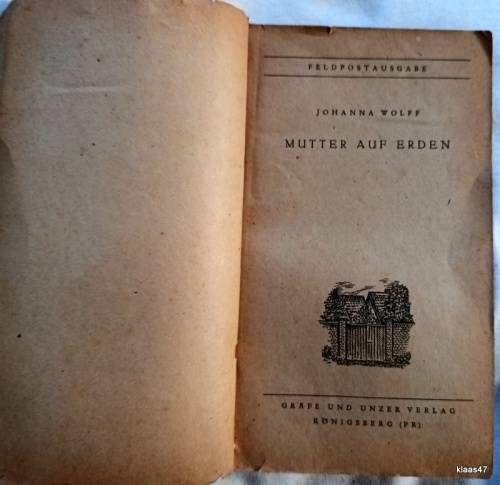 FELDPOSTAUSGABE
JOHANNA WOLFF
MUTTER AUF ERDEN
GRÄFE UND UNZER VERLAG
KÖNIGSBERG (PR)
klaas47